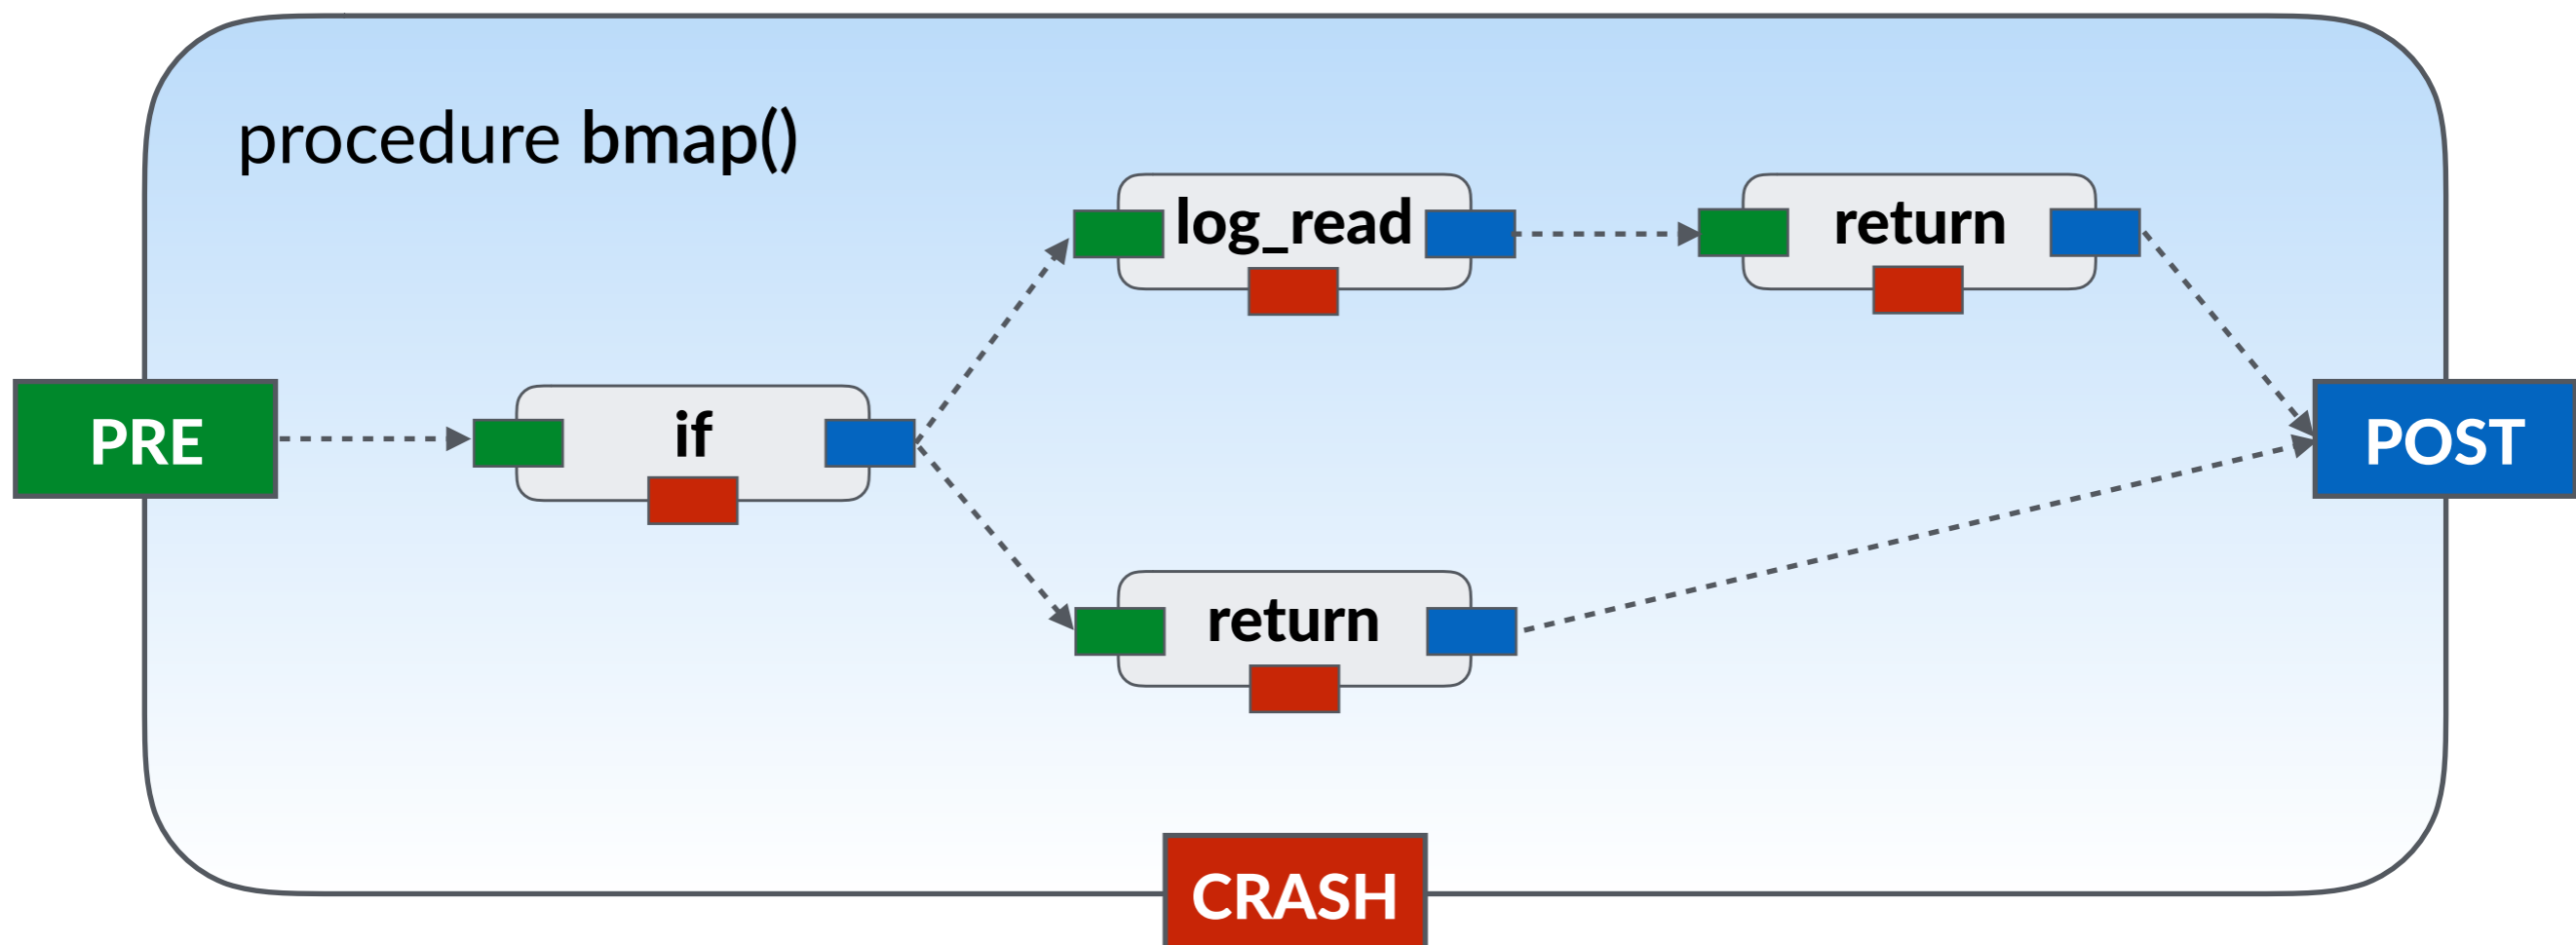 procedure bmap()
log_read
return
PRE
if
POST
return
CRASH